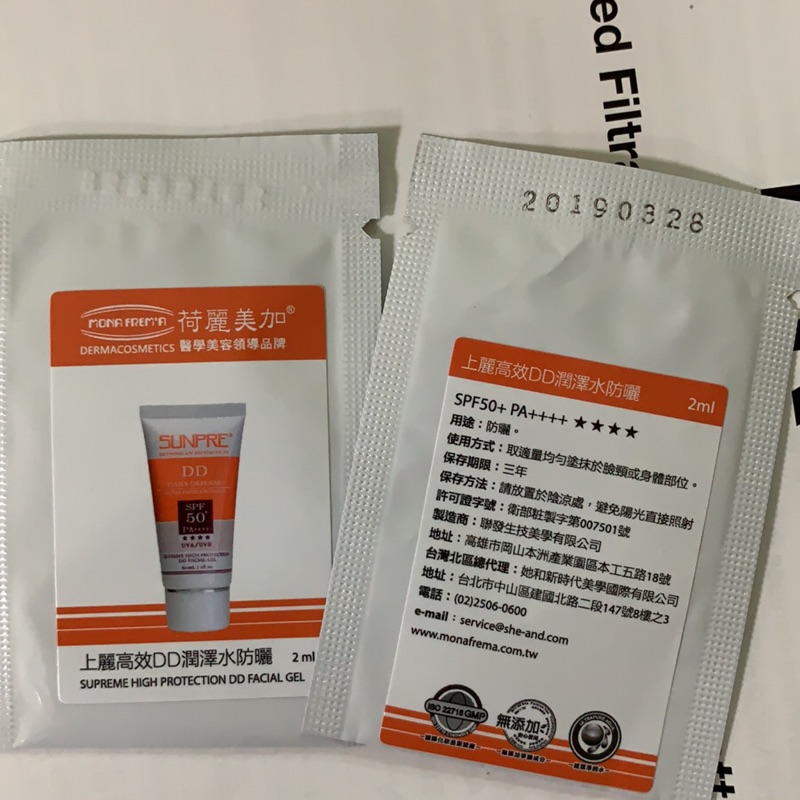 ed Filtra
MONA FREM'A 荷麗美加®
DERMACOSMETICS 醫學美容領導品牌
SUNPRE
DD
SPF
50+
PA++++
★★★★
UVA/UVB
DD FACIAL GEL
上麗高效DD潤澤水防曬 2 ml
SUPREME HIGH PROTECTION DD FACIAL GEL
20190328
上麗高效DD潤澤水防曬 2ml
SPF50+ PA++++ ★★★★
用途：防曬。
使用方式：取適量均勻塗抹於臉頰或身體部位。
保存期限：三年
保存方法：請放置於陰涼處，避免陽光直接照射
許可證字號：衛部粧製字第007501號
製造商：聯發生技美學有限公司
地址：高雄市岡山本洲產業園區本工五路18號
台灣北區總代理：她和新時代美學國際有限公司
地址：台北市中山區建國北路二段147號8樓之3
電話：(02)2506-0600
e-mail：service@she-and.com
www.monafrema.com.tw
ISO 22716 GMP
無添加